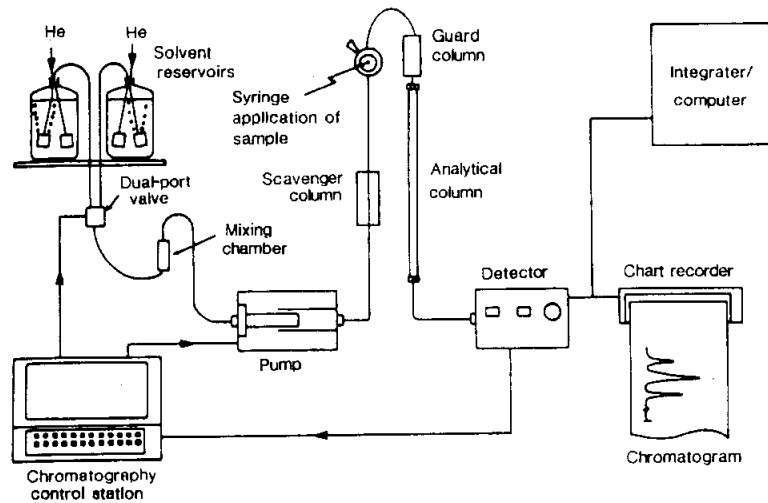 He
He
Solvent
reservoirs
Dual-port
valve
Mixing
chamber
Pump
Scavenger
column
Syringe
application of
sample
Guard
column
Analytical
column
Detector
Integrater/
computer
Chart recorder
Chromatogram
Chromatography
control station